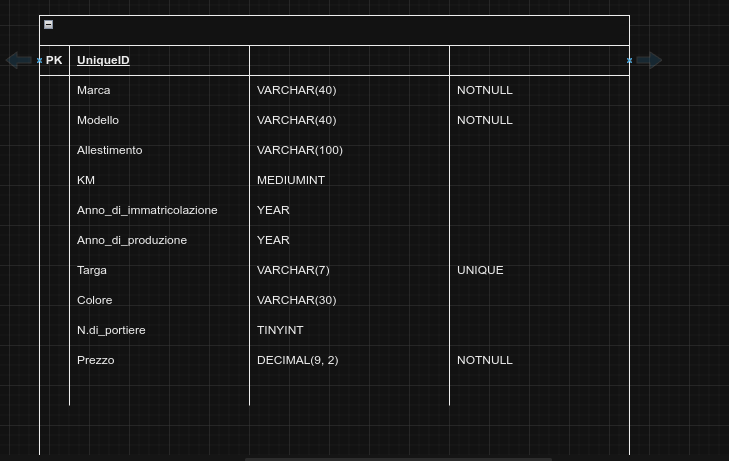 PK UniqueID
Marca VARCHAR(40) NOTNULL
Modello VARCHAR(40) NOTNULL
Allestimento VARCHAR(100)
KM MEDIUMINT
Anno_di_immatricolazione YEAR
Anno_di_produzione YEAR
Targa VARCHAR(7) UNIQUE
Colore VARCHAR(30)
N.di_portiere TINYINT
Prezzo DECIMAL(9, 2) NOTNULL